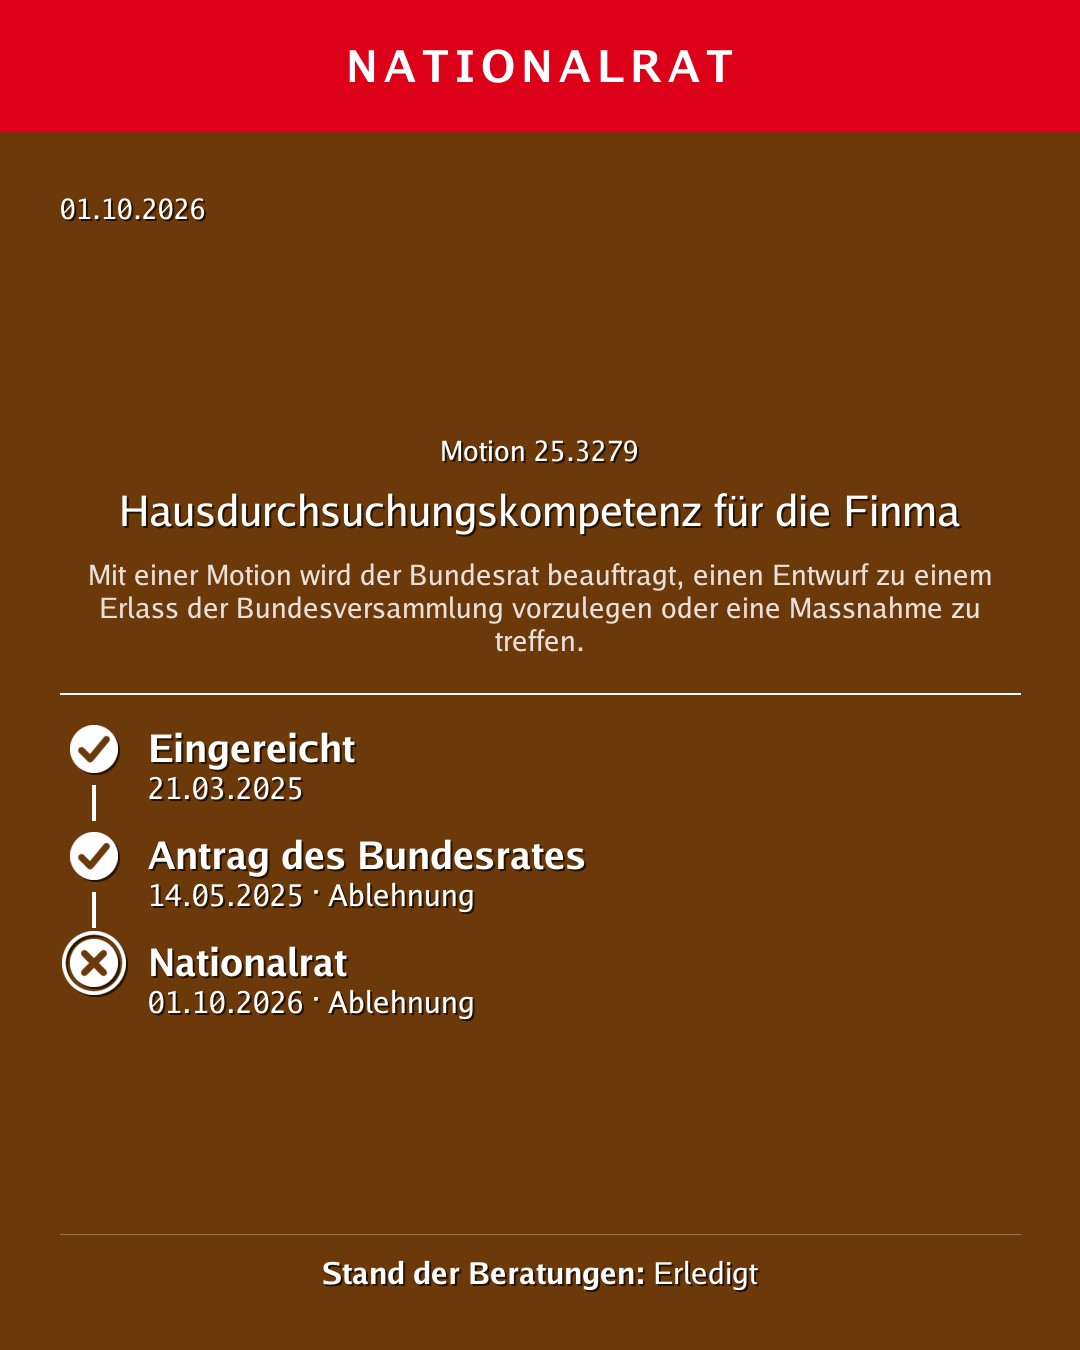 NATIONALRAT
01.10.2026
Motion 25.3279
Hausdurchsuchungskompetenz für die Finma
Mit einer Motion wird der Bundesrat beauftragt, einen Entwurf zu einem
Erlass der Bundesversammlung vorzulegen oder eine Massnahme zu
treffen.
Eingereicht
21.03.2025
Antrag des Bundesrates
14.05.2025 · Ablehnung
Nationalrat
01.10.2026 · Ablehnung
Stand der Beratungen: Erledigt